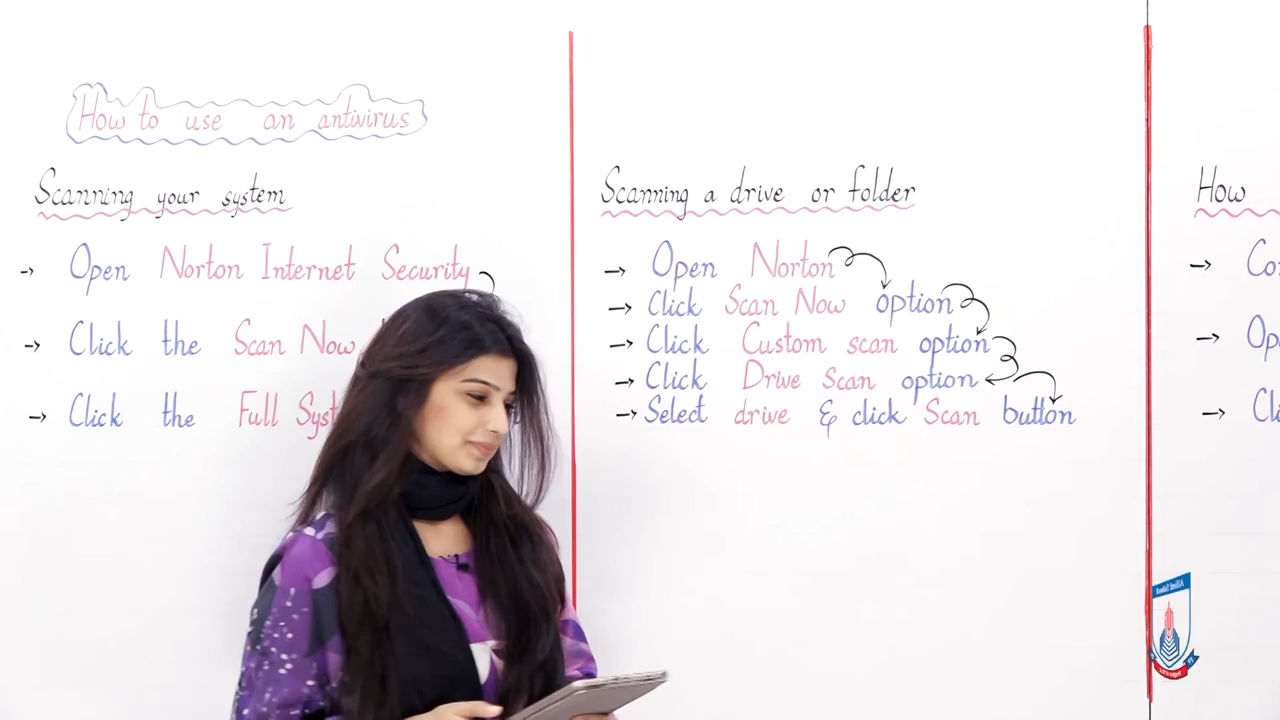 How to use an antivirus
Scanning your system
→ Open Norton Internet Security
→ Click the Scan Now
→ Click the Full
Scanning a drive or folder
→ Open Norton
→ Click Scan Now option
→ Click Custom scan option
→ Click Drive Scan option
→ Select drive & click Scan button
How